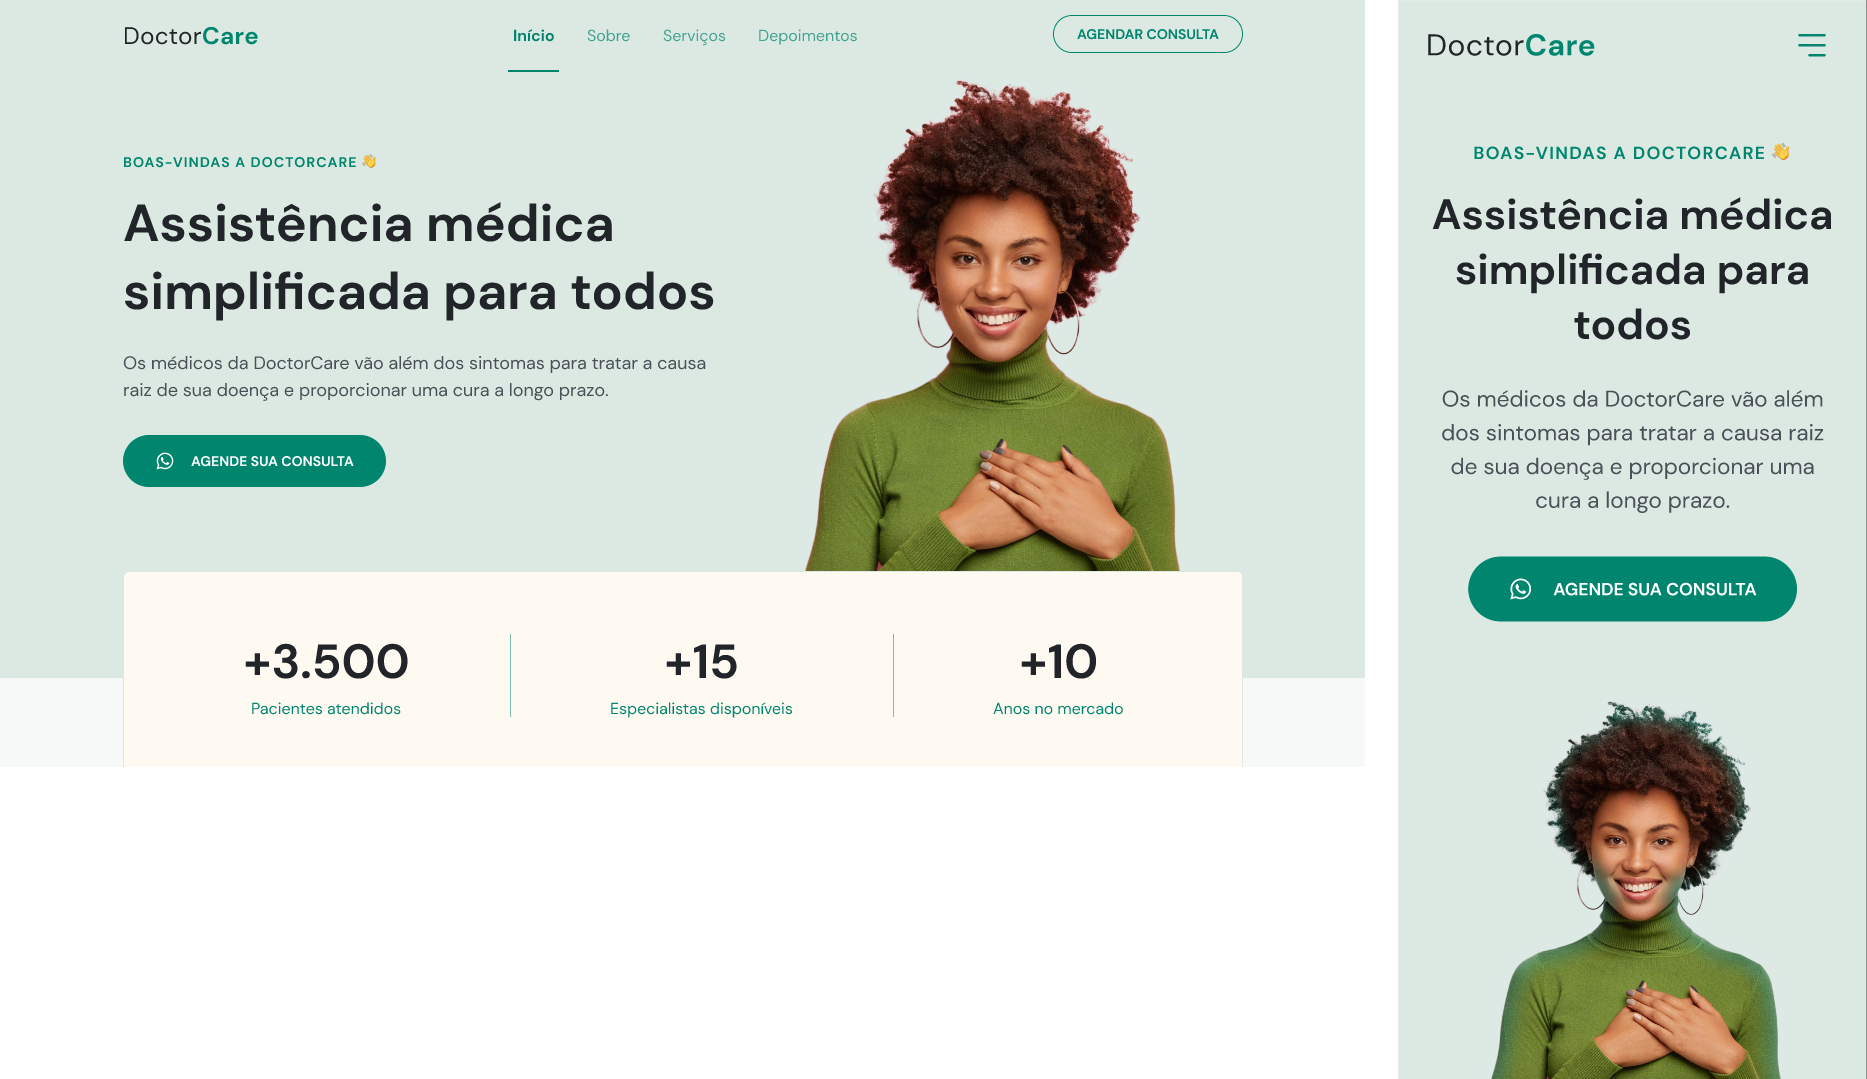 DoctorCare
Início
Sobre
Serviços
Depoimentos
AGENDAR CONSULTA
BOAS-VINDAS A DOCTORCARE 👋
Assistência médica
simplificada para todos
Os médicos da DoctorCare vão além dos sintomas para tratar a causa
raiz de sua doença e proporcionar uma cura a longo prazo.
AGENDE SUA CONSULTA
+3.500
Pacientes atendidos
+15
Especialistas disponíveis
+10
Anos no mercado
DoctorCare
BOAS-VINDAS A DOCTORCARE 👋
Assistência médica
simplificada para
todos
Os médicos da DoctorCare vão além
dos sintomas para tratar a causa raiz
de sua doença e proporcionar uma
cura a longo prazo.
AGENDE SUA CONSULTA